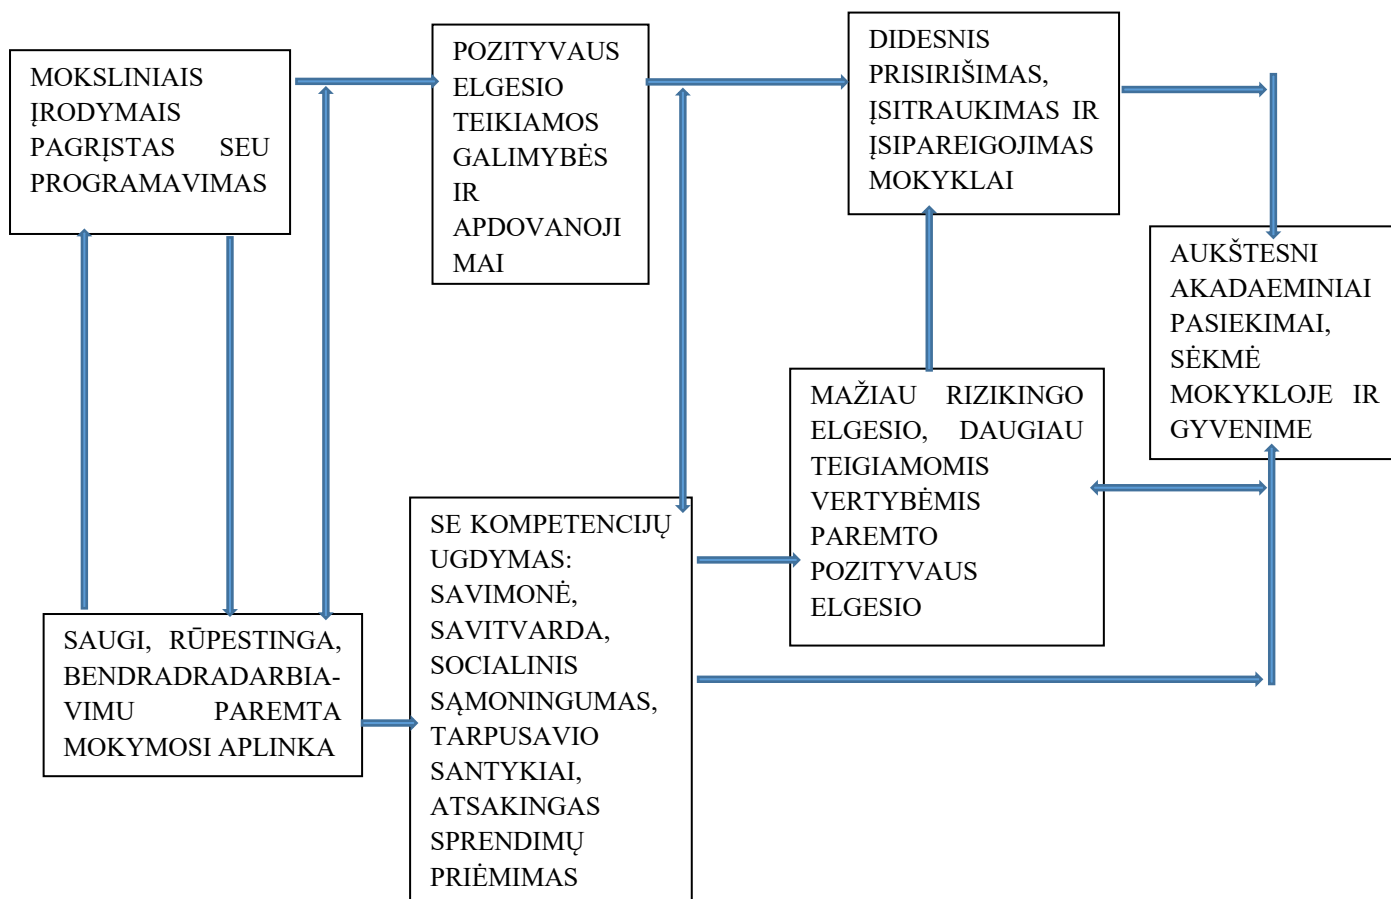 MOKSLINIAIS
ĮRODYMAIS
PAGRĮSTAS SEU
PROGRAMAVIMAS
POZITYVAUS
ELGESIO
TEIKIAMOS
GALIMYBĖS
IR
APDOVANOJI
MAI
DIDESNIS
PRISIRIŠIMAS,
ĮSITRAUKIMAS IR
ĮSIPAREIGOJIMAS
MOKYKLAI
AUKŠTESNI
AKADAEMINIAI
PASIEKIMAI,
SĖKMĖ
MOKYKLOJE IR
GYVENIME
MAŽIAU RIZIKINGO
ELGESIO, DAUGIAU
TEIGIAMOMIS
VERTYBĖMIS
PAREMTO
POZITYVAUS
ELGESIO
SE KOMPETENCIJŲ
UGDYMAS:
SAVIMONĖ,
SAVITVARDA,
SOCIALINIS
SĄMONINGUMAS,
TARPUSAVIO
SANTYKIAI,
ATSAKINGAS
SPRENDIMŲ
PRIĖMIMAS
SAUGI, RŪPESTINGA,
BENDRADRADARBIA-
VIMU PAREMTA
MOKYMOSI APLINKA